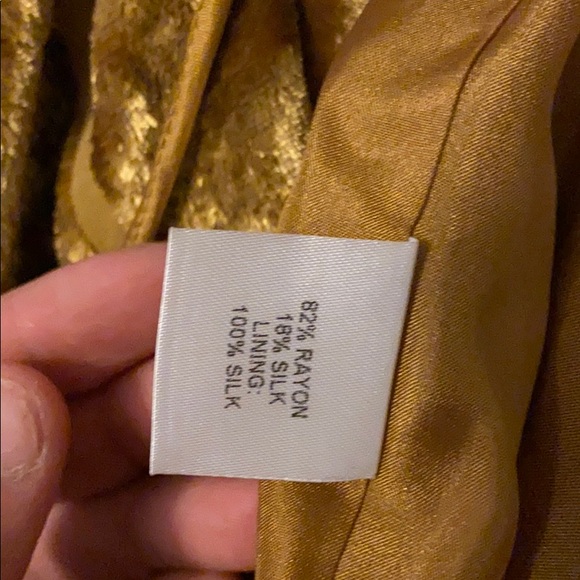 82% RAYON
18% SILK
LINING:
100% SILK